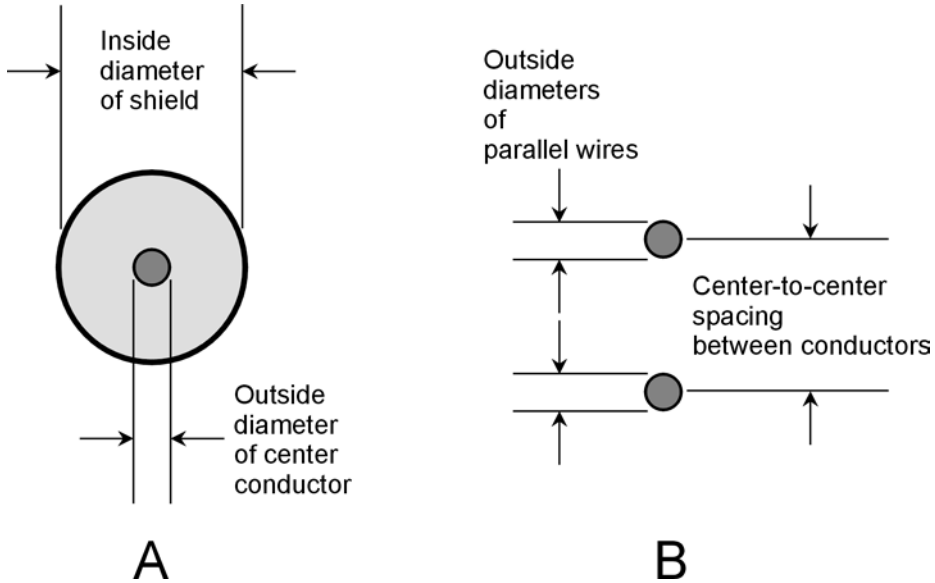 Inside
diameter
of shield
Outside
diameter
of center
conductor
A
Outside
diameters
of
parallel wires
Center-to-center
spacing
between conductors
B